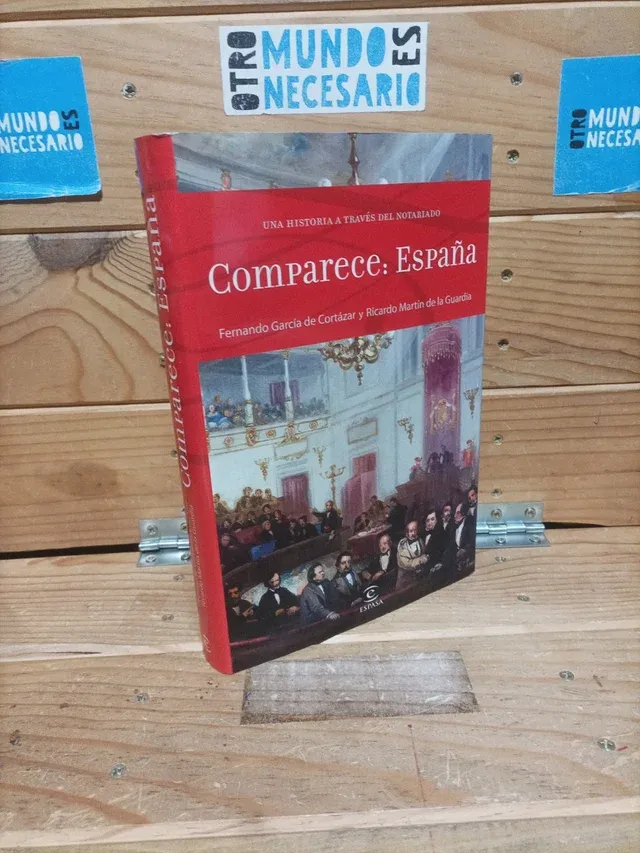 OTRO MUNDO ES
NECESARIO
MUNDO ES
NECESARIO
OTRO MUNDO
NECESARIO
UNA HISTORIA A TRAVÉS DEL NOTARIADO
Comparece: España
Fernando García de Cortázar y Ricardo Martín de la Guardia
ESPASA
Comparece: España